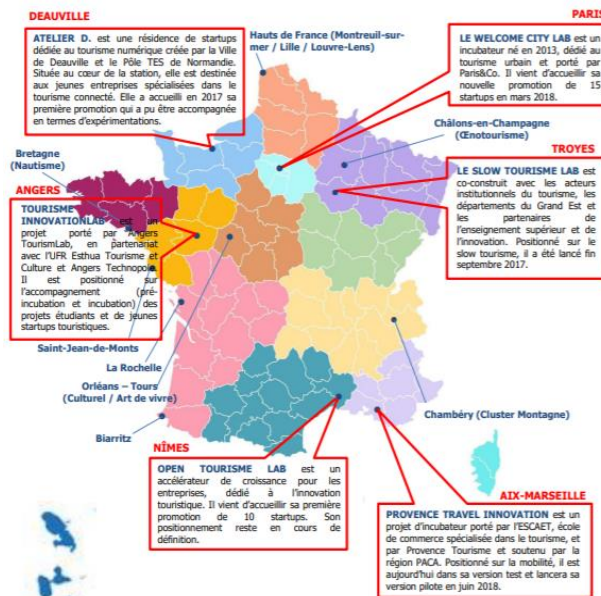 DEAUVILLE
ATELIER D. est une résidence de startups
dédiée au tourisme numérique créée par la Ville
de Deauville et le Pôle TES de Normandie.
Située au cœur de la station, elle est destinée
aux jeunes entreprises spécialisées dans le
tourisme connecté. Elle a accueilli en 2017 sa
première promotion qui a pu être accompagnée
en termes d'expérimentations.
Hauts de France (Montreuil-sur-
mer / Lille / Louvre-Lens)
PARIS
LE WELCOME CITY LAB est un
incubateur né en 2013, dédié au
tourisme urbain et porté par
Paris&Co. Il vient d'accueillir sa
nouvelle promotion de 15
startups en mars 2018.
Châlons-en-Champagne
(Œnotourisme)
Bretagne
(Nautisme)
TROYES
LE SLOW TOURISME LAB est
co-construit avec les acteurs
institutionnels du tourisme, les
départements du Grand Est et
les partenaires de
l'enseignement supérieur et de
l'innovation. Positionné sur le
slow tourisme, il a été lancé fin
septembre 2017.
ANGERS
TOURISME
INNOVATIONLAB est un
projet porté par Angers
TourismLab, en partenariat
avec l'UFR Esthua Tourisme et
Culture et Angers Technopole.
Il est positionné sur
l'accompagnement (pré-
incubation et incubation) des
projets étudiants et de jeunes
startups touristiques.
Saint-Jean-de-Monts
La Rochelle
Orléans – Tours
(Culturel / Art de vivre)
Biarritz
Chambéry (Cluster Montagne)
NÎMES
OPEN TOURISME LAB est un
accélérateur de croissance pour les
entreprises, dédié à l'innovation
touristique. Il vient d'accueillir sa première
promotion de 10 startups. Son
positionnement reste en cours de
définition.
AIX-MARSEILLE
PROVENCE TRAVEL INNOVATION est un
projet d'incubateur porté par l'ESCAET, école
de commerce spécialisée dans le tourisme, et
par Provence Tourisme et soutenu par la
région PACA. Positionné sur la mobilité, il est
aujourd'hui dans sa version test et lancera sa
version pilote en juin 2018.